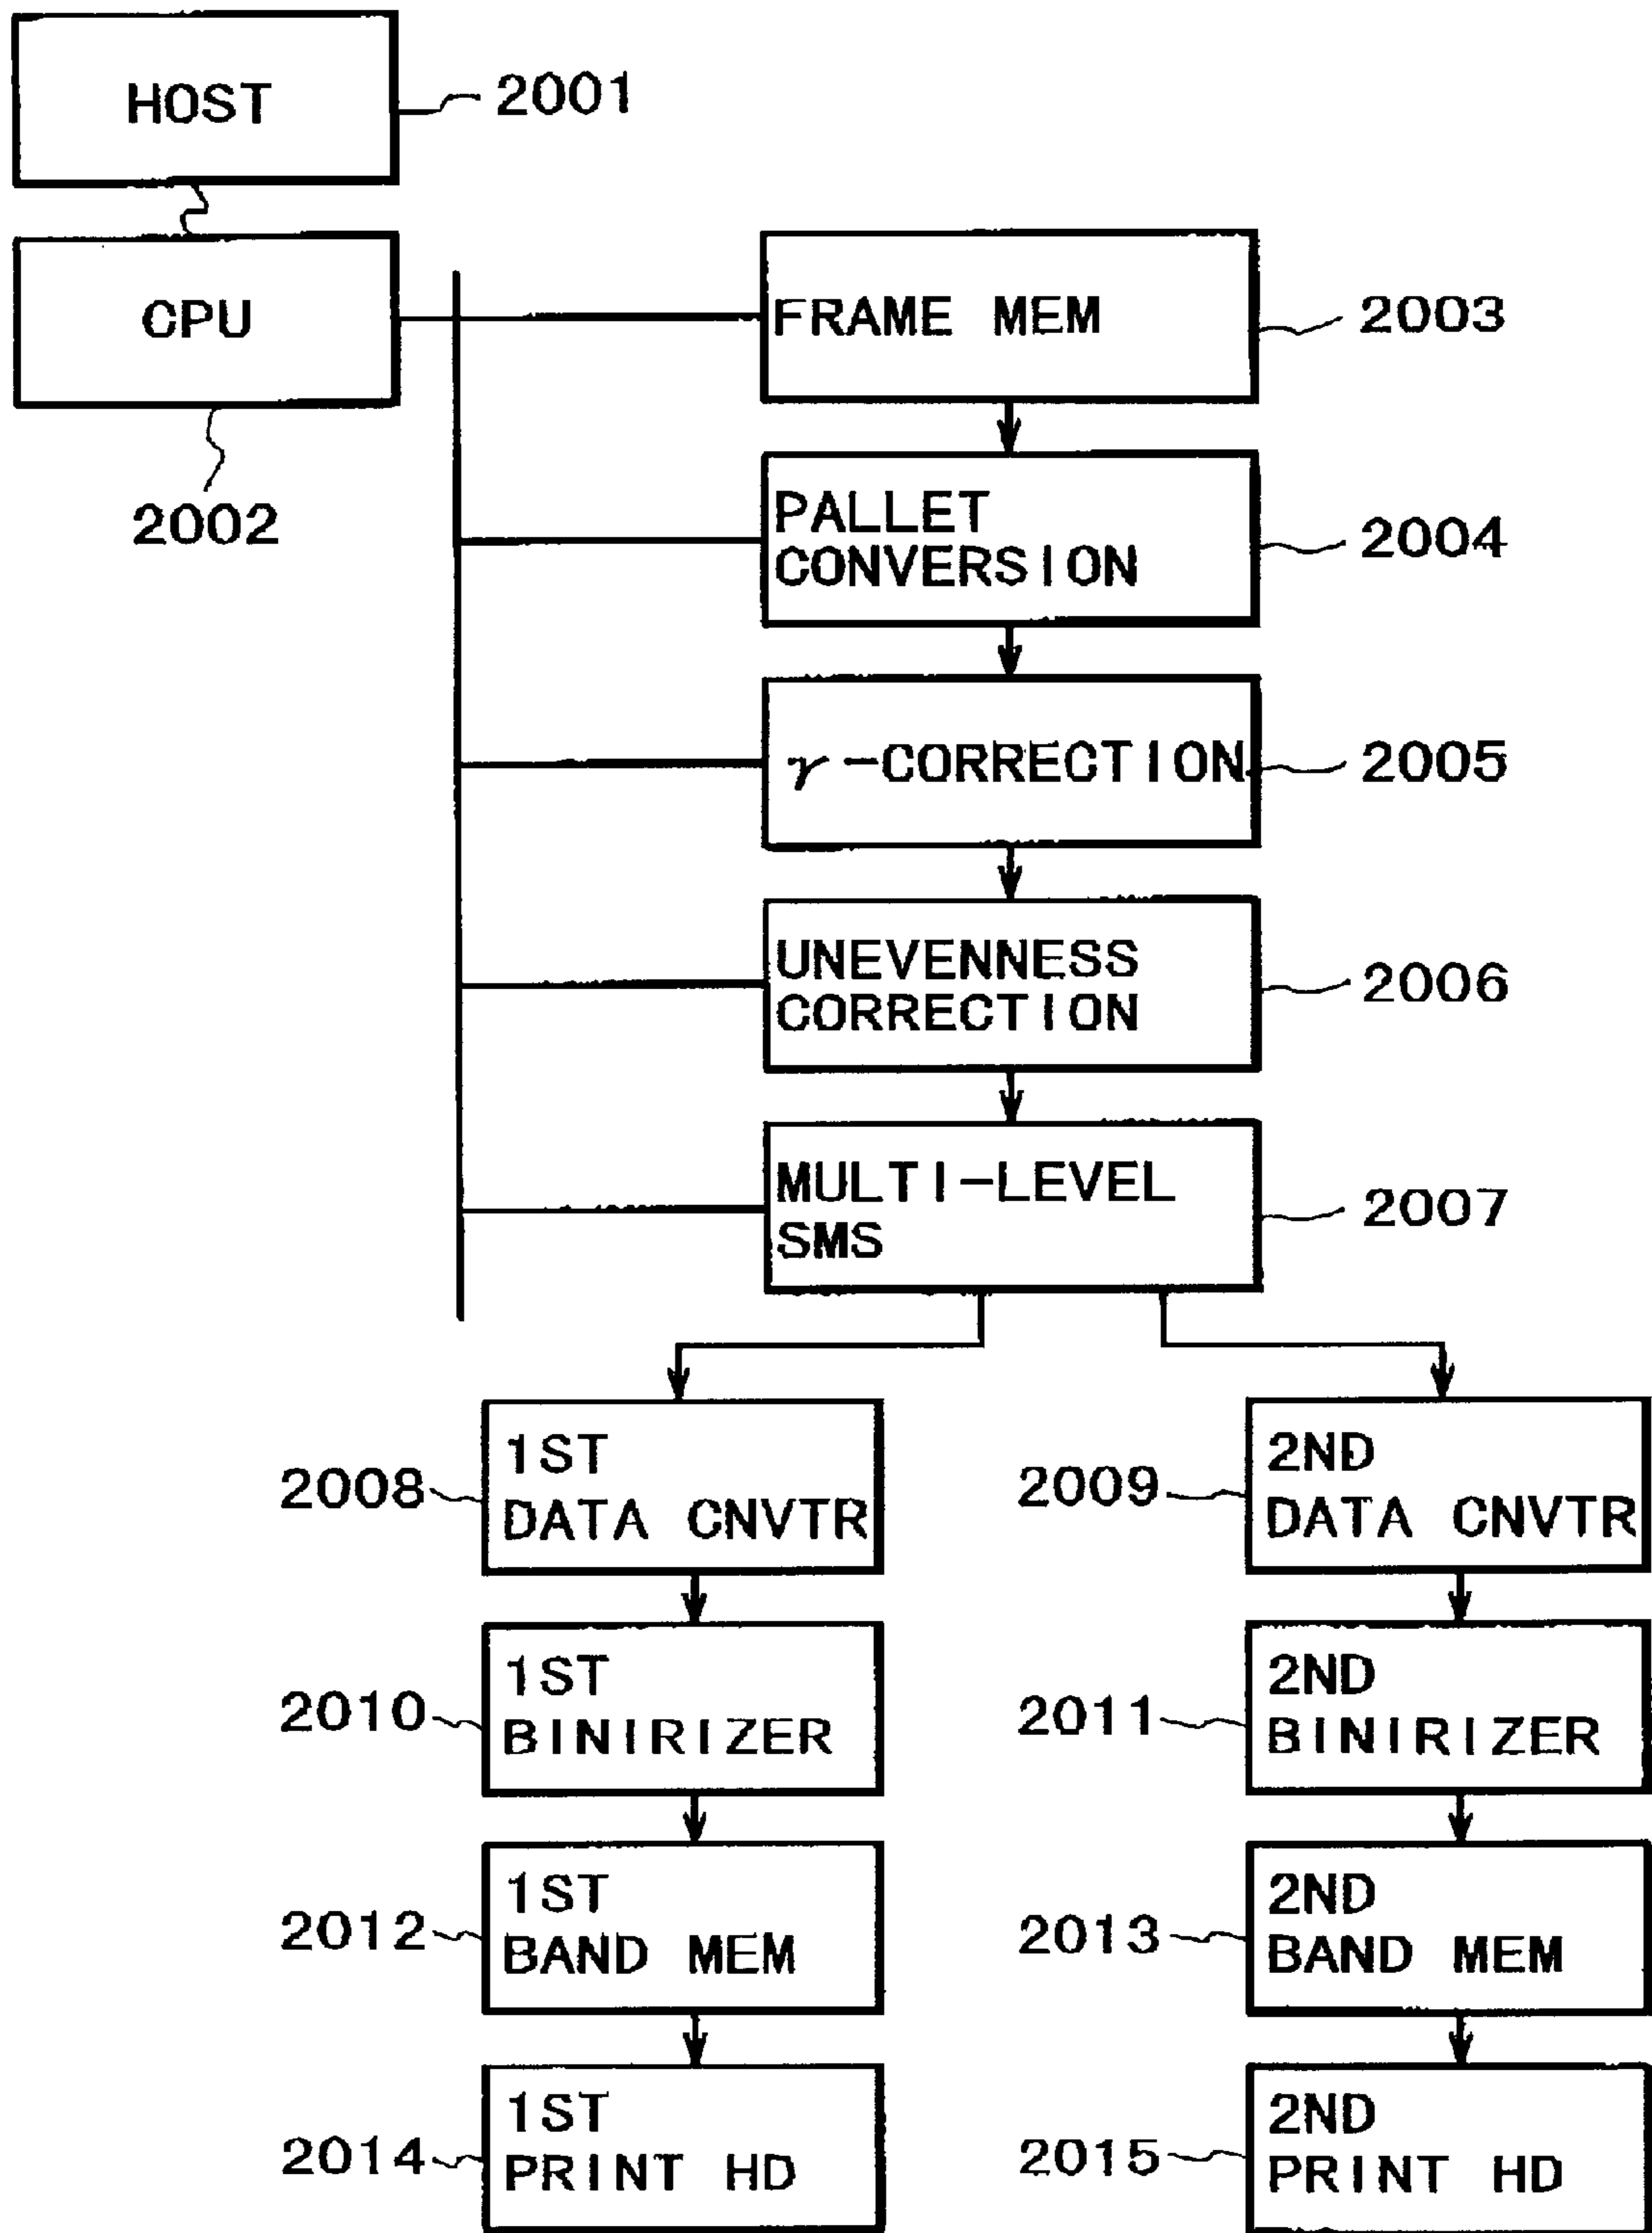 HOST
2001
CPU
2002
FRAME MEM
2003
PALLET
CONVERSION
2004
γ-CORRECTION
2005
UNEVENNESS
CORRECTION
2006
MULTI-LEVEL
SMS
2007
1ST
DATA CNVTR
2008
2ND
DATA CNVTR
2009
1ST
BINIRIZER
2010
2ND
BINIRIZER
2011
1ST
BAND MEM
2012
2ND
BAND MEM
2013
1ST
PRINT HD
2014
2ND
PRINT HD
2015